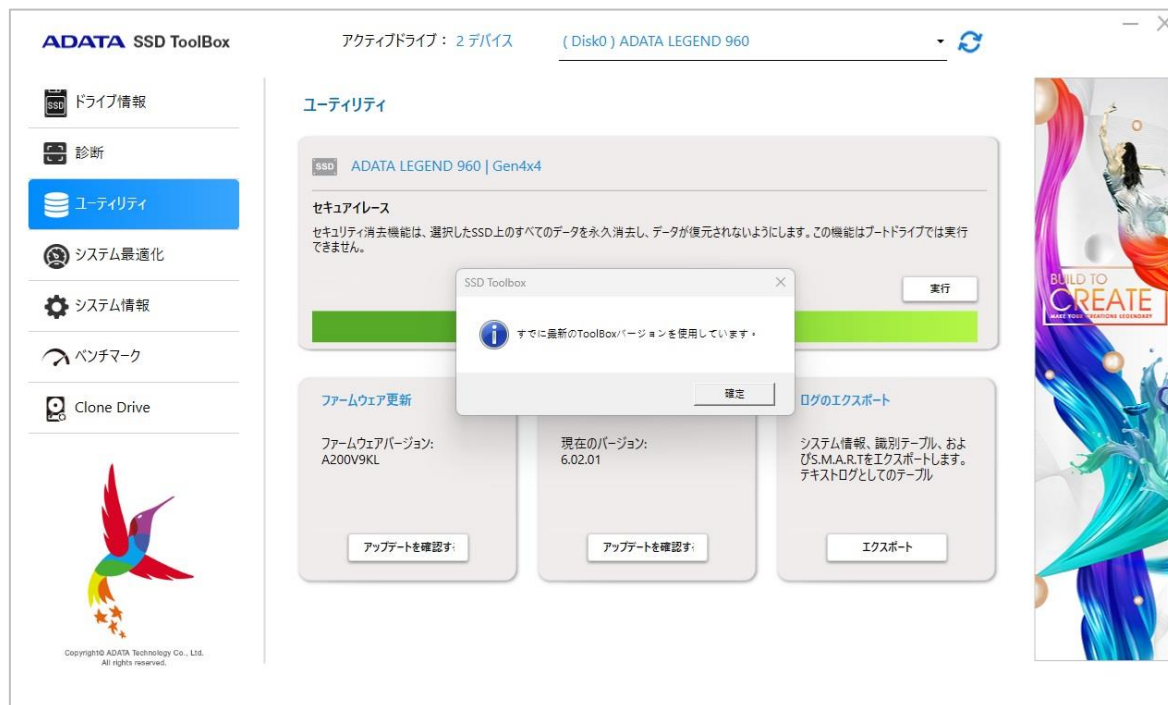 ADATA SSD ToolBox
アクティブドライブ： 2 デバイス
( Disk0 ) ADATA LEGEND 960
SSD ドライブ情報
診断
ユーティリティ
システム最適化
システム情報
ベンチマーク
Clone Drive
Copyright© ADATA Technology Co., Ltd.
All rights reserved.
ユーティリティ
SSD ADATA LEGEND 960 | Gen4x4
セキュアイレース
セキュリティ消去機能は、選択したSSD上のすべてのデータを永久消去し、データが復元されないようにします。この機能はブートドライブでは実行
できません。
実行
SSD Toolbox
すでに最新のToolBoxバージョンを使用しています。
確定
ファームウェア更新
ファームウェアバージョン:
A200V9KL
アップデートを確認す
現在のバージョン:
6.02.01
アップデートを確認す
ログのエクスポート
システム情報、識別テーブル、およ
びS.M.A.R.Tをエクスポートします。
テキストログとしてのテーブル
エクスポート
BUILD TO
CREATE
MAKE YOUR CREATIONS LEGENDARY